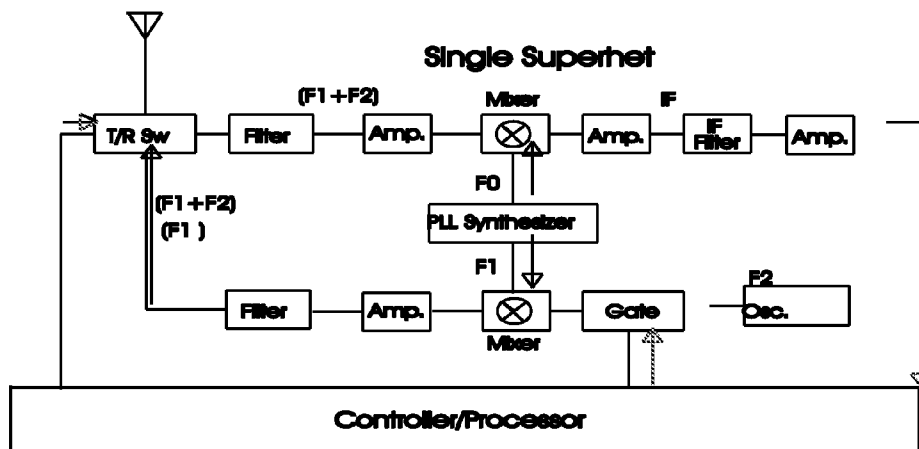 Single Superhet
(F1+F2)
Mixer
IF
T/R Sw
Filter
Amp.
Amp.
IF
Filter
Amp.
F0
(F1+F2)
(F1 )
PLL Synthesizer
F1
F2
Filter
Amp.
Gate
Osc.
Mixer
Controller/Processor